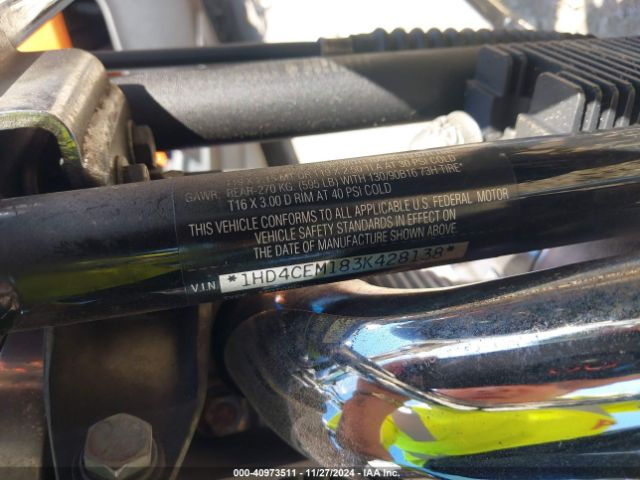 GAWR:
REAR-270 KG (595 LB) WITH 130/90B16 73H TIRE
T16 X 3.00 D RIM AT 40 PSI COLD
THIS VEHICLE CONFORMS TO ALL APPLICABLE U.S. FEDERAL MOTOR
VEHICLE SAFETY STANDARDS IN EFFECT ON
THE DATE OF MANUFACTURE SHOWN ABOVE.
VIN *1HD4CEM183K428138*
000-40973511 - 11/27/2024 - IAAI.COM